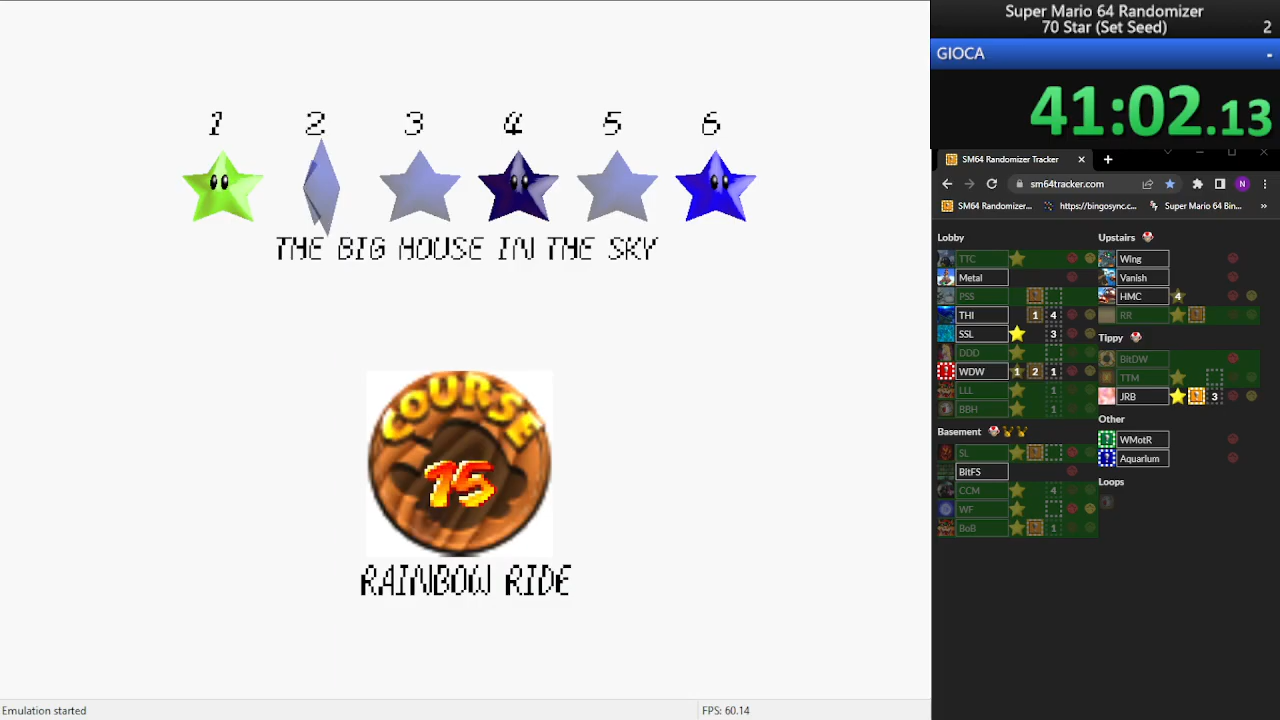 1 2 3 4 5 6
THE BIG HOUSE IN THE SKY
COURSE
15
RAINBOW RIDE
Emulation started
FPS: 60.14
Super Mario 64 Randomizer
70 Star (Set Seed)
2
GIOCA
-
41:02.13
SM64 Randomizer Tracker
sm64tracker.com
N
SM64 Randomizer...
https://bingosync.c...
Super Mario 64 Bin...
Lobby
TTC
Metal
PSS
THI 1 4
SSL 3
DDD
WDW 1 2 1
LLL 1
BBH 1
Basement
SL
BitFS
CCM 4
WF
BoB 1
Upstairs
Wing
Vanish
HMC 4
RR
Tippy
BitDW
TTM
JRB 3
Other
WMotR
Aquarium
Loops